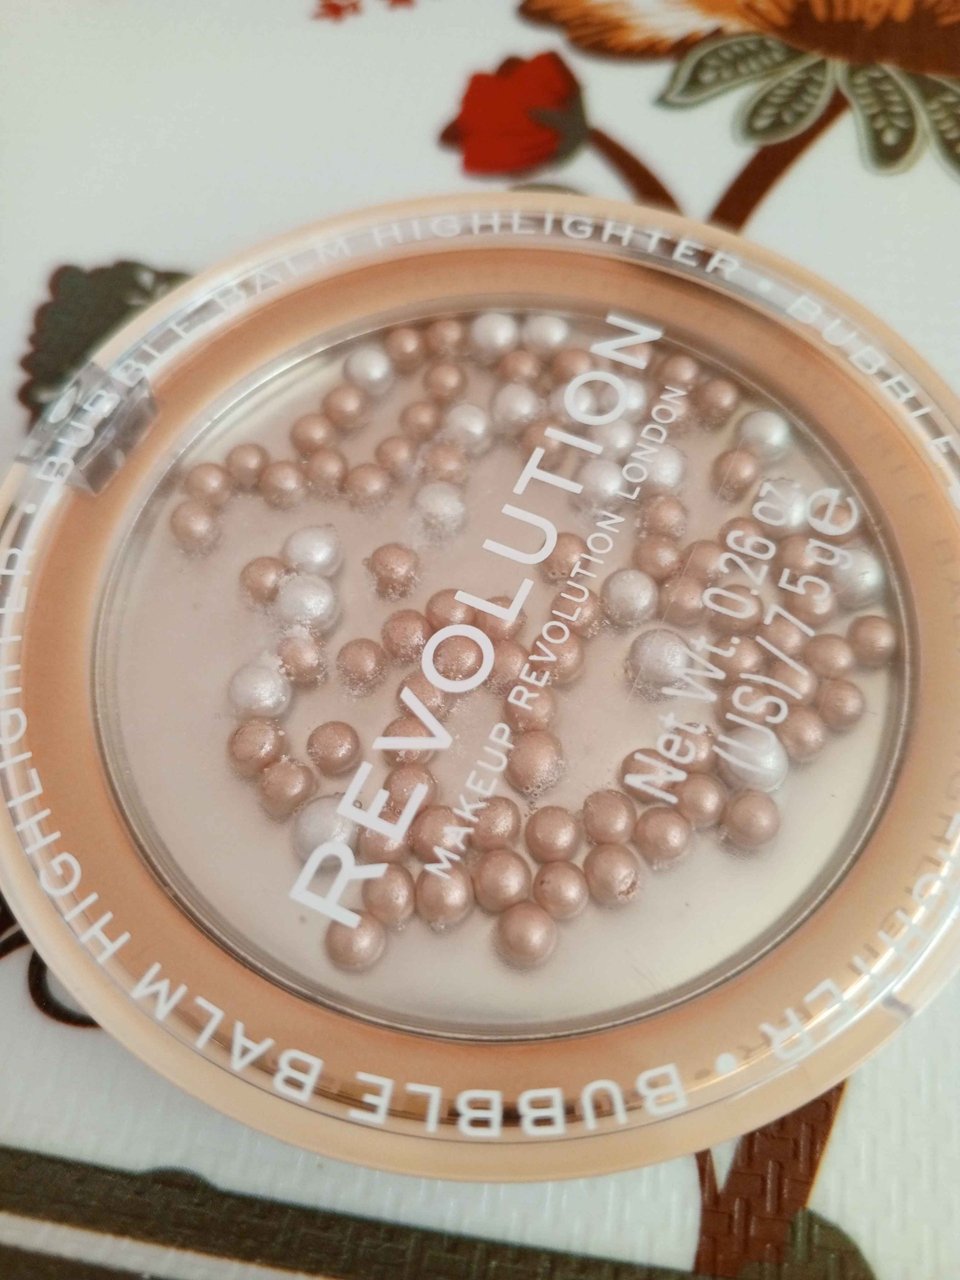 REVOLUTION
MAKEUP REVOLUTION LONDON
Net Wt. 0.26 oz
(US)/7.5g e
BUBBLE BALM HIGHLIGHTER • BUBBLE
HIGHLIGHTER • BUBBLE BALM HIGHLIGHTER •